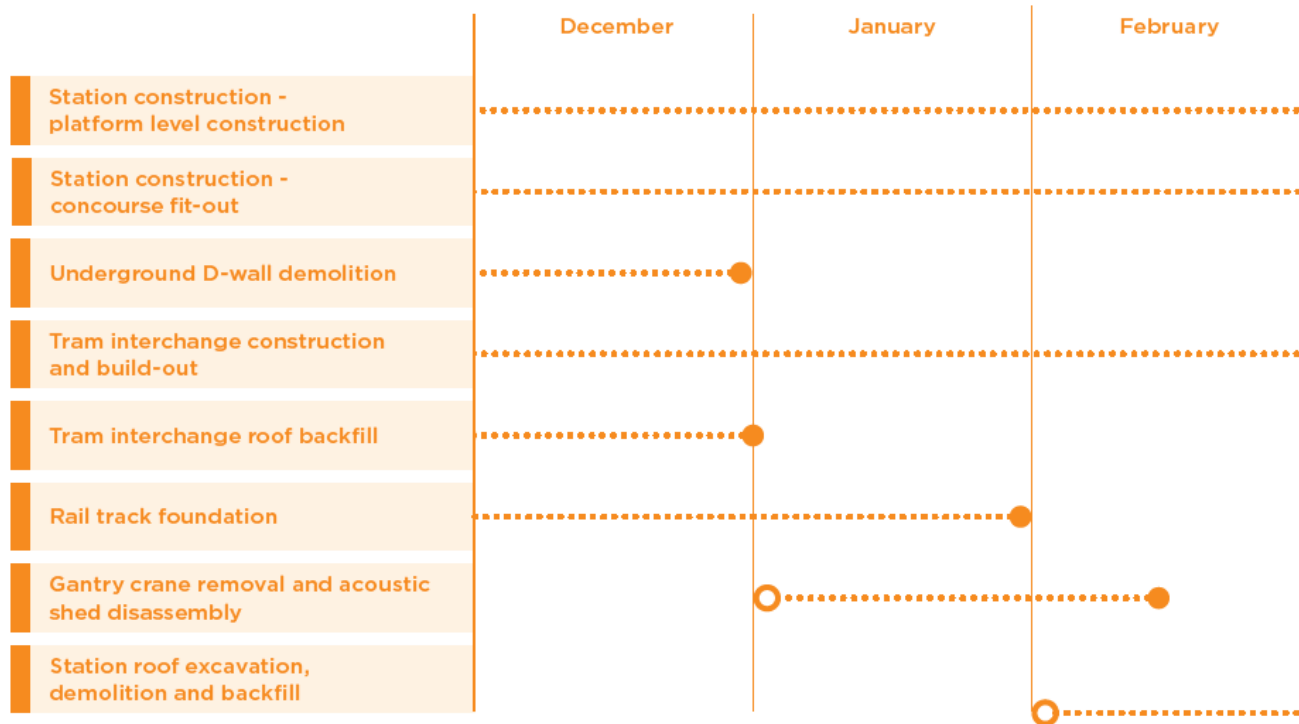 December January February
Station construction -
platform level construction
Station construction -
concourse fit-out
Underground D-wall demolition
Tram interchange construction
and build-out
Tram interchange roof backfill
Rail track foundation
Gantry crane removal and acoustic
shed disassembly
Station roof excavation,
demolition and backfill